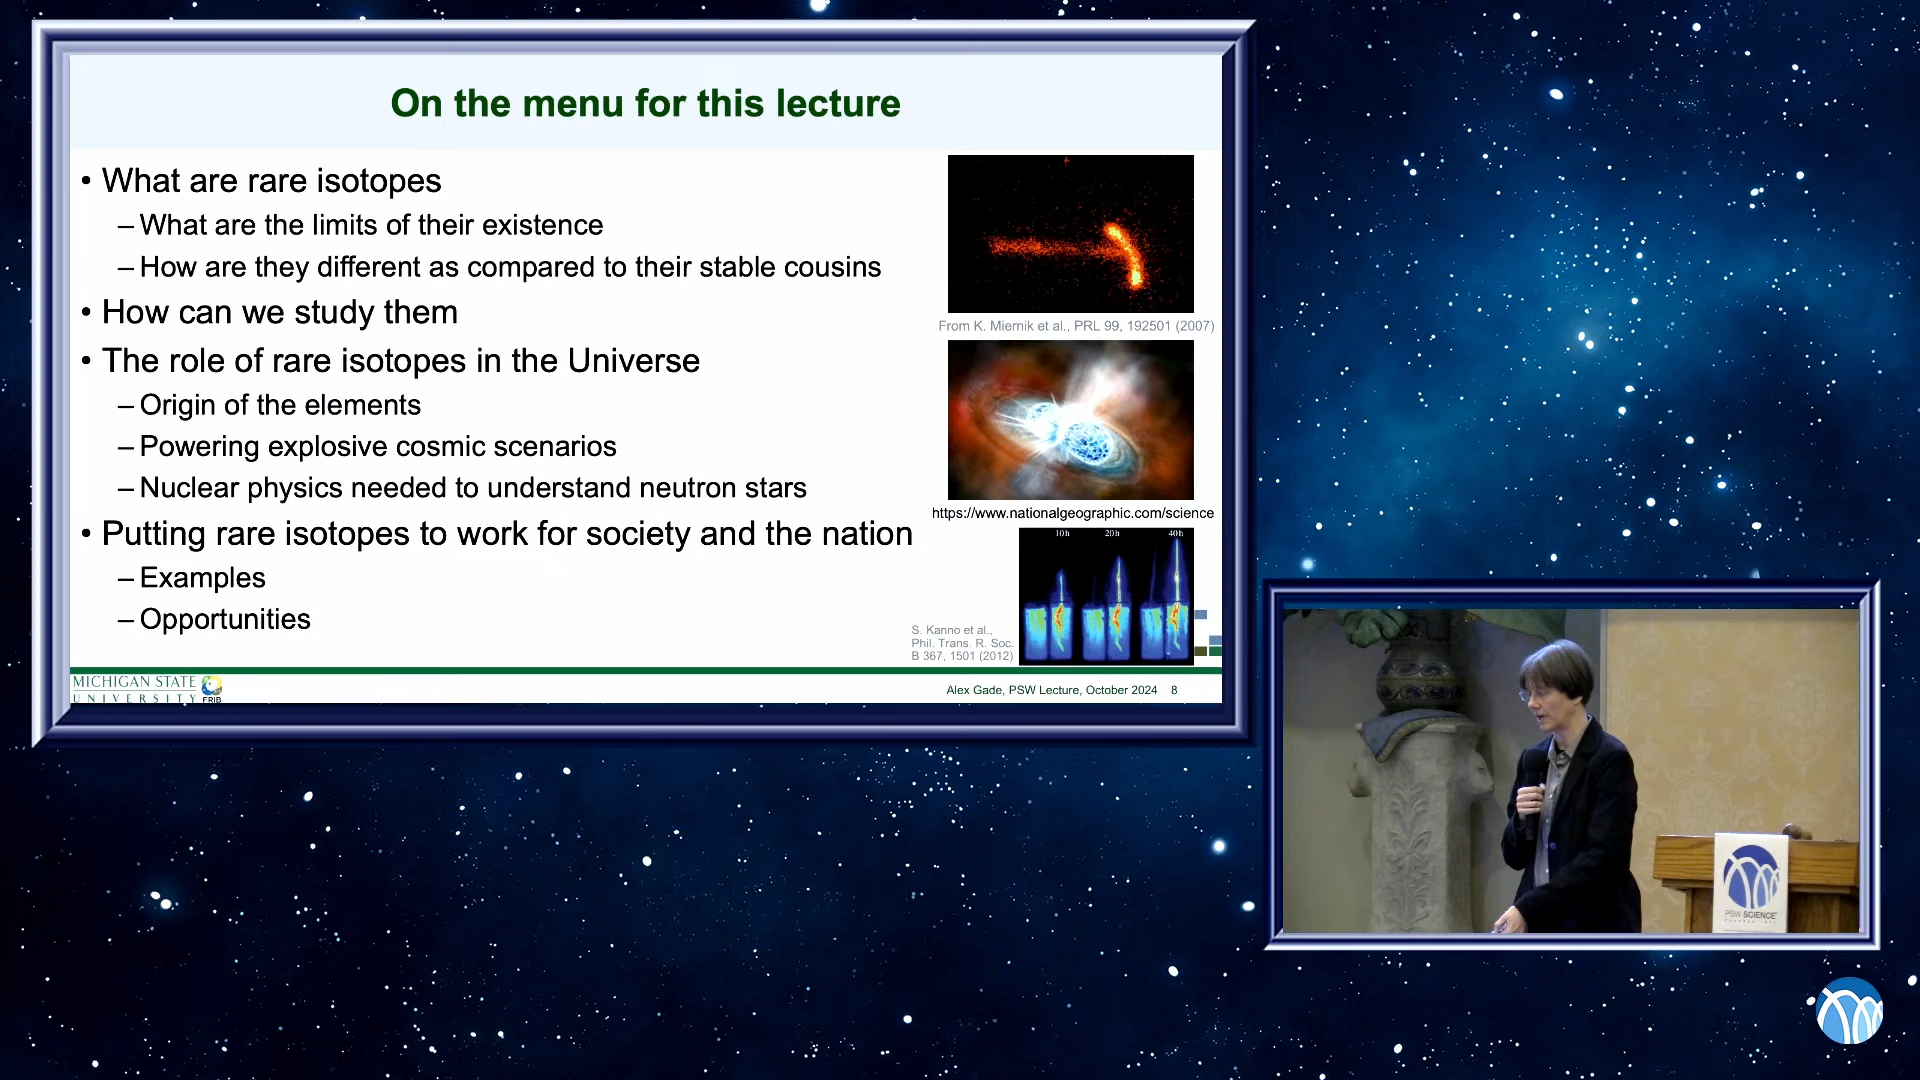 On the menu for this lecture
• What are rare isotopes
– What are the limits of their existence
– How are they different as compared to their stable cousins
• How can we study them
• The role of rare isotopes in the Universe
– Origin of the elements
– Powering explosive cosmic scenarios
– Nuclear physics needed to understand neutron stars
• Putting rare isotopes to work for society and the nation
– Examples
– Opportunities
From K. Miernik et al., PRL 99, 192501 (2007)
https://www.nationalgeographic.com/science
10h 20h 40h
S. Kanno et al.,
Phil. Trans. R. Soc.
B 367, 1501 (2012)
MICHIGAN STATE
UNIVERSITY
FRIB
Alex Gade, PSW Lecture, October 2024 8
PSW SCIENCE